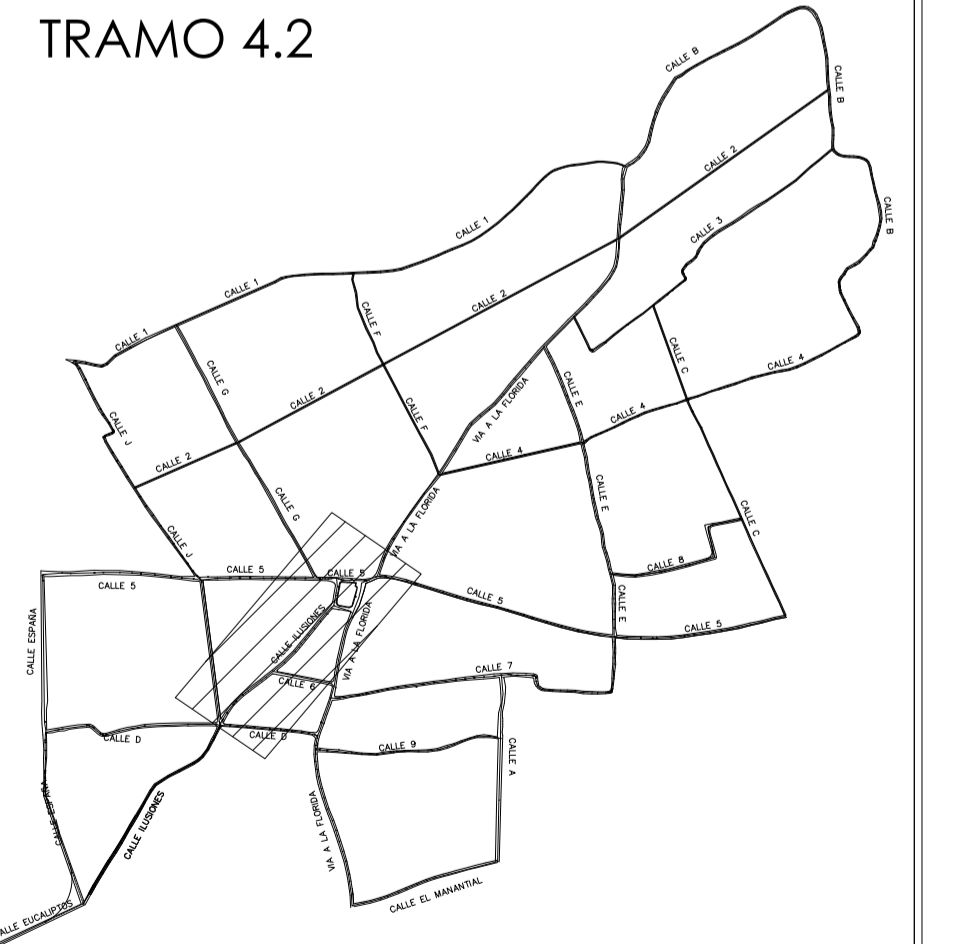 TRAMO 4.2
CALLE B
CALLE B
CALLE 2
CALLE B
CALLE 3
CALLE 1
CALLE 1
CALLE 2
CALLE F
CALLE 1
CALLE C
CALLE 4
CALLE G
CALLE E
CALLE 2
VIA A LA FLORIDA
CALLE F
CALLE 4
CALLE J
CALLE 4
CALLE 2
CALLE E
CALLE G
VIA A LA FLORIDA
CALLE C
CALLE J
CALLE 8
CALLE 5
CALLE 5
CALLE 5
CALLE 5
CALLE E
CALLE 5
CALLE ESPAÑA
CALLE ILUSIONES
VIA A LA FLORIDA
CALLE 7
CALLE 6
CALLE D
CALLE D
CALLE 9
CALLE A
CALLE ESPAÑA
CALLE ILUSIONES
VIA A LA FLORIDA
CALLE EL MANANTIAL
ALLE EUCALIPTOS